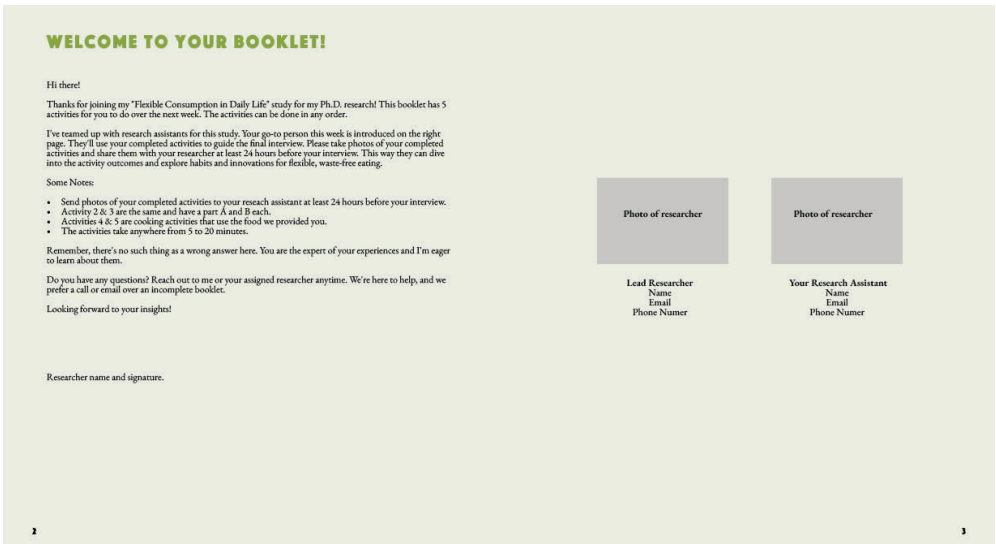 WELCOME TO YOUR BOOKLET!
Hi there!
Thanks for joining my "Flexible Consumption in Daily Life" study for my Ph.D. research! This booklet has 5
activities for you to do over the next week. The activities can be done in any order.
I've teamed up with research assistants for this study. Your go-to person this week is introduced on the right
page. They'll use your completed activities to guide the final interview. Please take photos of your completed
activities and share them with your researcher at least 24 hours before your interview. This way they can dive
into the activity outcomes and explore habits and innovations for flexible, waste-free eating.
Some Notes:
• Send photos of your completed activities to your reseach assistant at least 24 hours before your interview.
• Activity 2 & 3 are the same and have a part A and B each.
• Activities 4 & 5 are cooking activities that use the food we provided you.
• The activities take anywhere from 5 to 20 minutes.
Remember, there's no such thing as a wrong answer here. You are the expert of your experiences and I'm eager
to learn about them.
Do you have any questions? Reach out to me or your assigned researcher anytime. We're here to help, and we
prefer a call or email over an incomplete booklet.
Looking forward to your insights!
Researcher name and signature.
2
Photo of researcher
Lead Researcher
Name
Email
Phone Numer
Photo of researcher
Your Research Assistant
Name
Email
Phone Numer
3